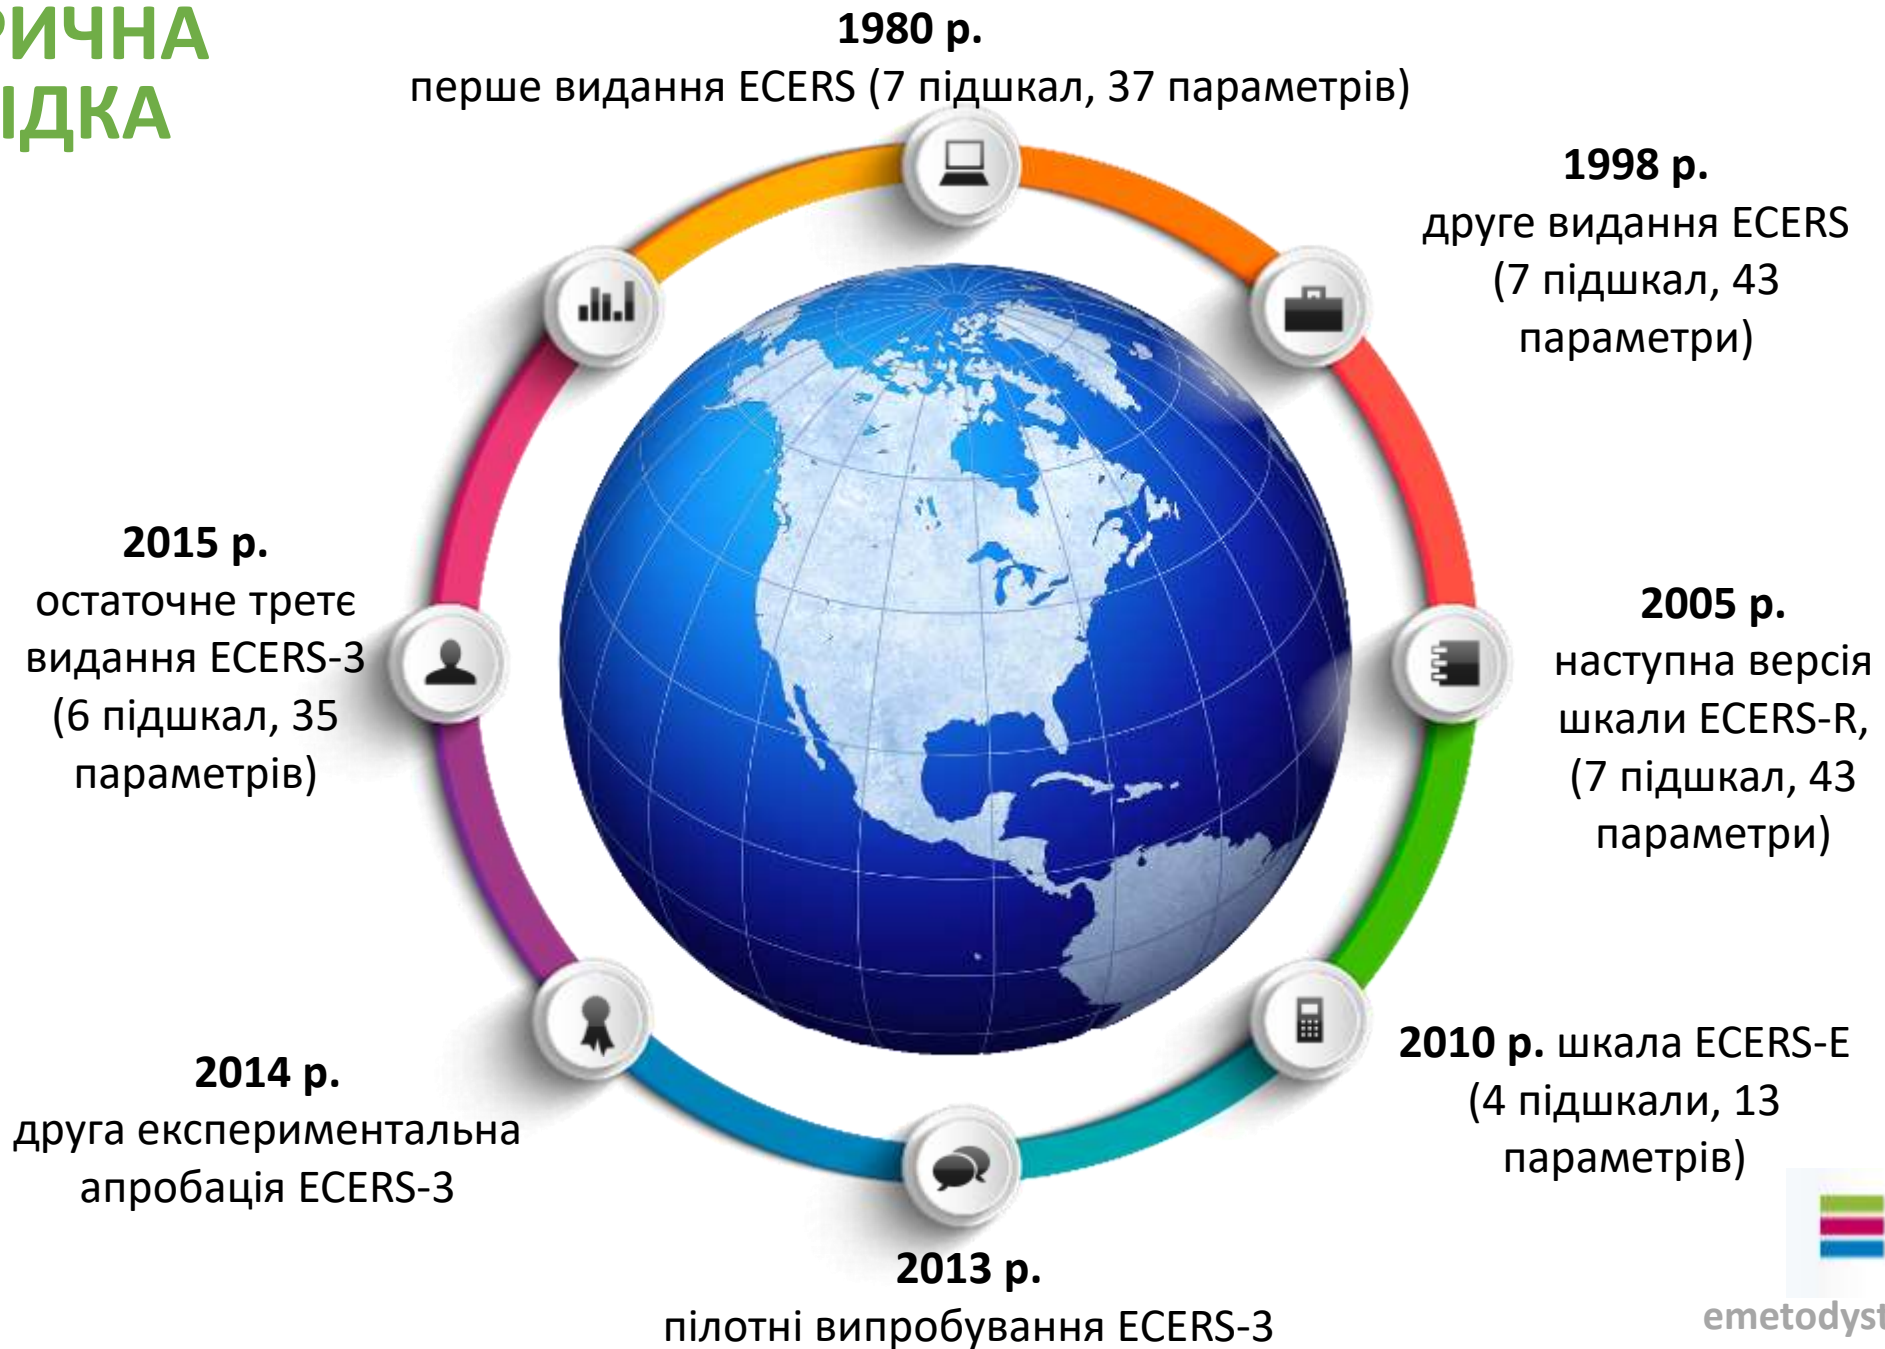 РИЧНА
ІДКА
1980 р.
перше видання ECERS (7 підшкал, 37 параметрів)
1998 р.
друге видання ECERS
(7 підшкал, 43
параметри)
2005 р.
наступна версія
шкали ECERS-R,
(7 підшкал, 43
параметри)
2010 р. шкала ECERS-E
(4 підшкали, 13
параметрів)
2013 р.
пілотні випробування ECERS-3
2014 р.
друга експериментальна
апробація ECERS-3
2015 р.
остаточне третє
видання ECERS-3
(6 підшкал, 35
параметрів)
emetodyst